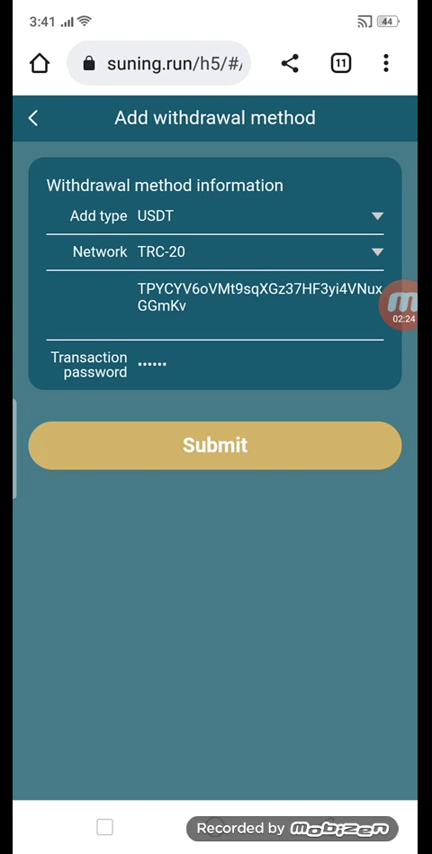 3:41
44
suning.run/h5/#/
11
Add withdrawal method
Withdrawal method information
Add type USDT
Network TRC-20
TPYCYV6oVMt9sqXGz37HF3yi4VNux
GGmKv
02:24
Transaction
password ••••••
Submit
Recorded by mobizen